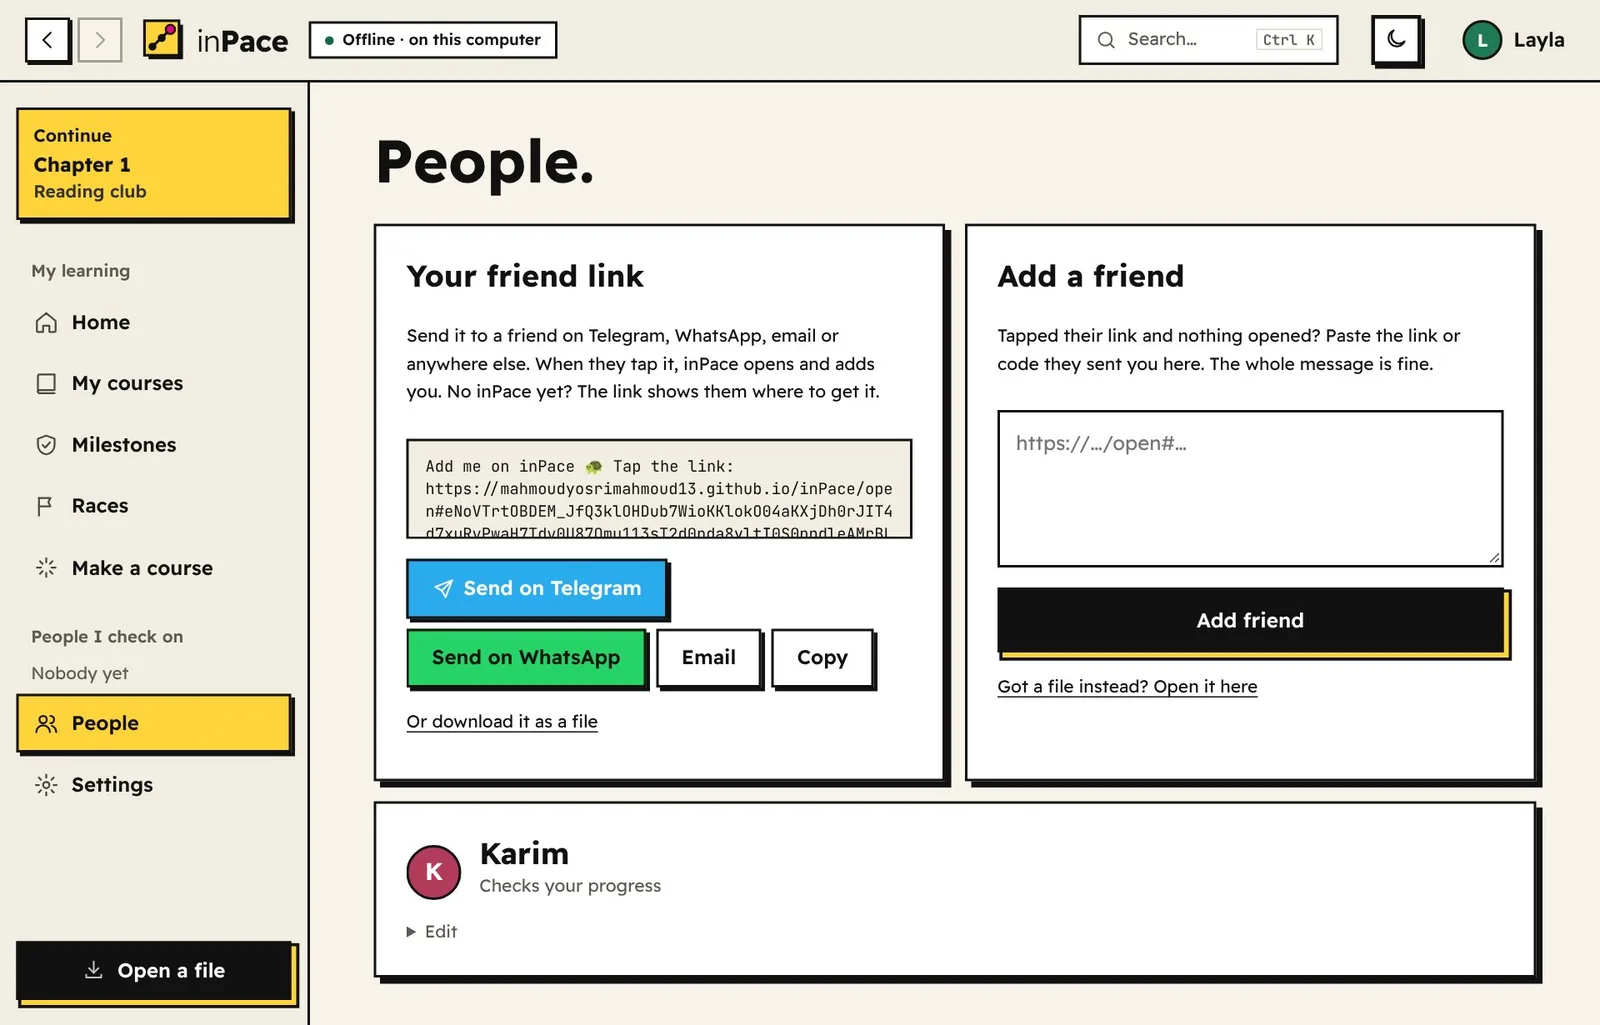 inPace
Offline · on this computer
Search...
Ctrl K
L
Layla
Continue
Chapter 1
Reading club
My learning
Home
My courses
Milestones
Races
Make a course
People I check on
Nobody yet
People
Settings
Open a file
People.
Your friend link
Send it to a friend on Telegram, WhatsApp, email or
anywhere else. When they tap it, inPace opens and adds
you. No inPace yet? The link shows them where to get it.
Add me on inPace 🐢 Tap the link:
https://mahmoudyosrimahmoud13.github.io/inPace/ope
Send on Telegram
Send on WhatsApp
Email
Copy
Or download it as a file
Add a friend
Tapped their link and nothing opened? Paste the link or
code they sent you here. The whole message is fine.
https://…/open#…
Add friend
Got a file instead? Open it here
K
Karim
Checks your progress
Edit